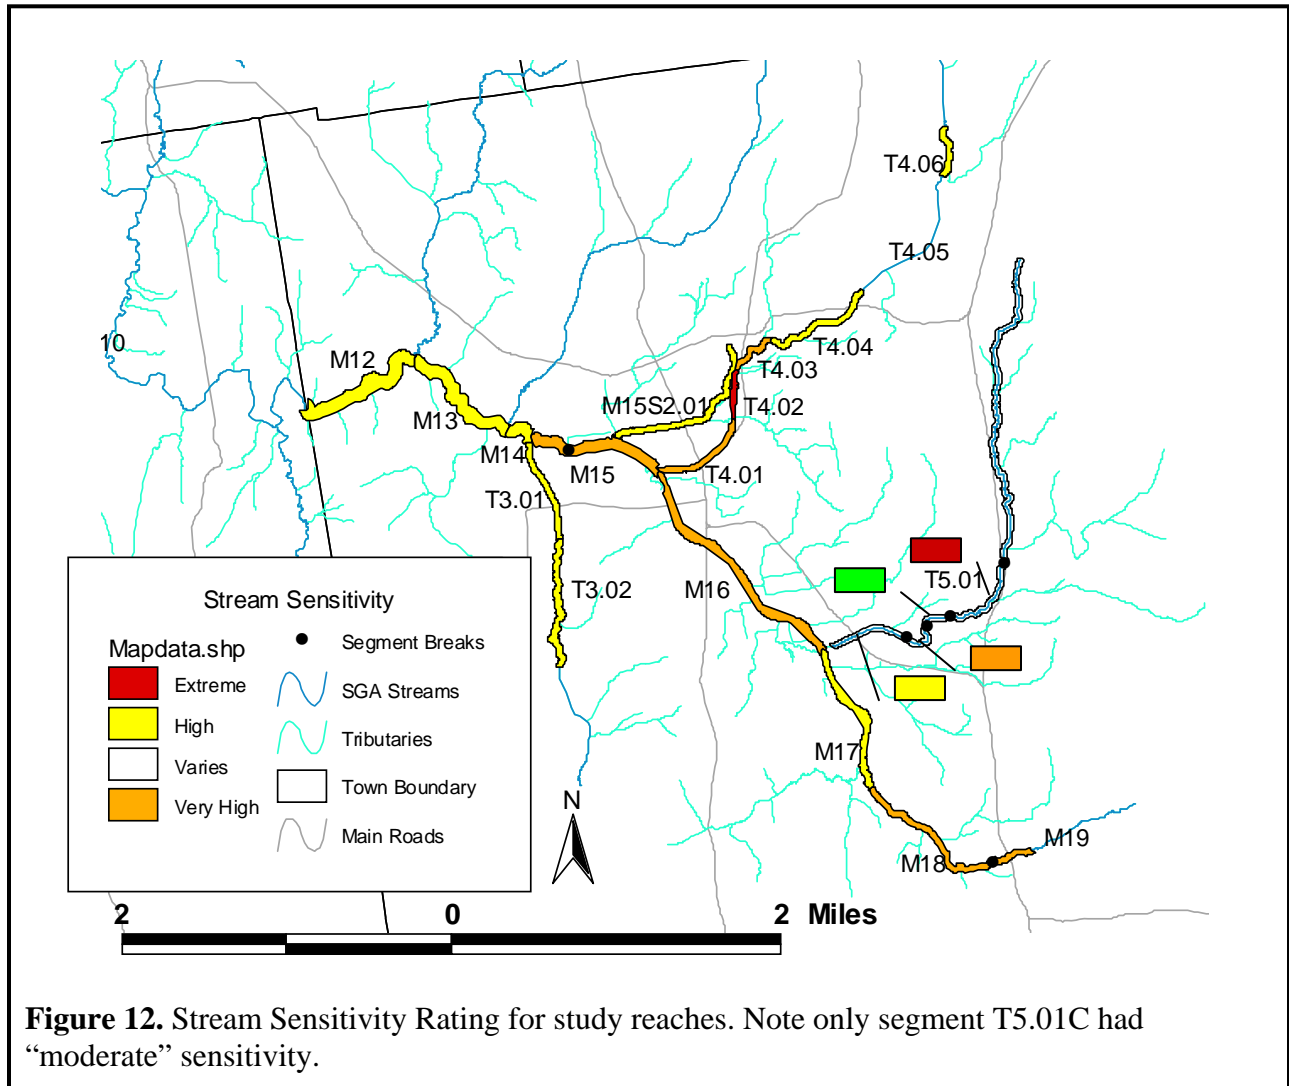 T4.06
T4.05
10
M12
T4.04
T4.03
M15S2.01
T4.02
M13
M14
M15
T4.01
T3.01
T5.01
M16
T3.02
Stream Sensitivity
Mapdata.shp
Extreme
High
Varies
Very High
Segment Breaks
SGA Streams
Tributaries
Town Boundary
Main Roads
M17
N
M19
M18
2 0 2 Miles
Figure 12. Stream Sensitivity Rating for study reaches. Note only segment T5.01C had
“moderate” sensitivity.